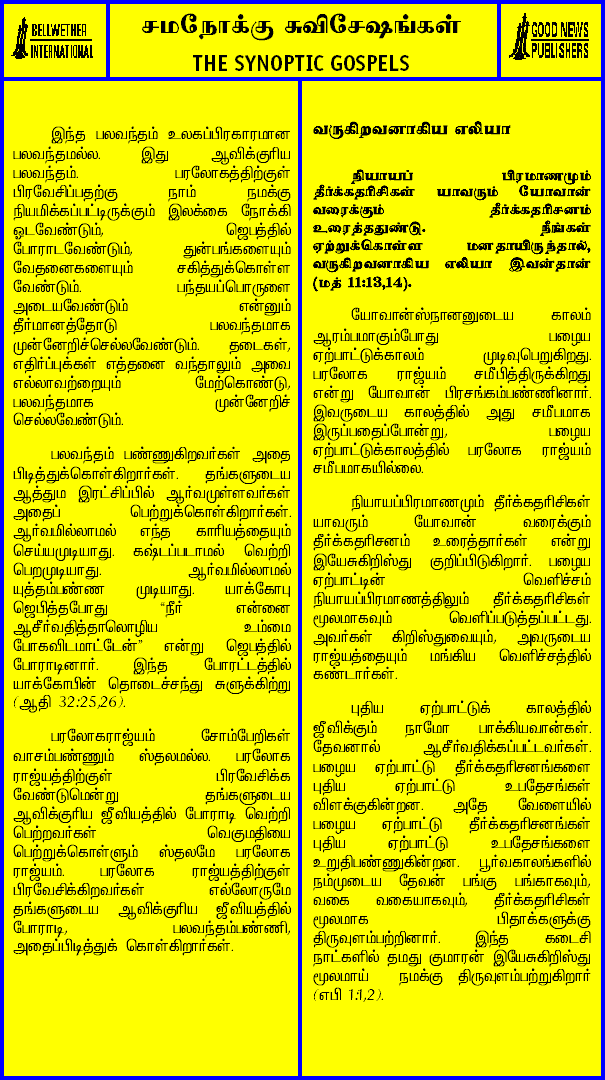 BELLWETHER
INTERNATIONAL
சமநோக்கு சுவிசேஷங்கள்
THE SYNOPTIC GOSPELS
GOOD NEWS
PUBLISHERS
இந்த பலவந்தம் உலகப்பிரகாரமான
பலவந்தமல்ல. இது ஆவிக்குரிய
பலவந்தம். பரலோகத்திற்குள்
பிரவேசிப்பதற்கு நாம் நமக்கு
நியமிக்கப்பட்டிருக்கும் இலக்கை நோக்கி
ஓடவேண்டும், ஜெபத்தில்
போராடவேண்டும், துன்பங்களையும்
வேதனைகளையும் சகித்துக்கொள்ள
வேண்டும். பந்தயப்பொருளை
அடையவேண்டும் என்னும்
தீர்மானத்தோடு பலவந்தமாக
முன்னேறிச்செல்லவேண்டும். தடைகள்,
எதிர்ப்புக்கள் எத்தனை வந்தாலும் அவை
எல்லாவற்றையும் மேற்கொண்டு,
பலவந்தமாக முன்னேறிச்
செல்லவேண்டும்.
பலவந்தம் பண்ணுகிறவர்கள் அதை
பிடித்துக்கொள்கிறார்கள். தங்களுடைய
ஆத்தும இரட்சிப்பில் ஆர்வமுள்ளவர்கள்
அதைப் பெற்றுக்கொள்கிறார்கள்.
ஆர்வமில்லாமல் எந்த காரியத்தையும்
செய்யமுடியாது. கஷ்டப்படாமல் வெற்றி
பெறமுடியாது. ஆர்வமில்லாமல்
யுத்தம்பண்ண முடியாது. யாக்கோபு
ஜெபித்தபோது "நீர் என்னை
ஆசீர்வதித்தாலொழிய உம்மை
போகவிடமாட்டேன்" என்று ஜெபத்தில்
போராடினார். இந்த போரட்டத்தில்
யாக்கோபின் தொடைச்சந்து சுளுக்கிற்று
(ஆதி 32:25,26).
பரலோகராஜ்யம் சோம்பேறிகள்
வாசம்பண்ணும் ஸ்தலமல்ல. பரலோக
ராஜ்யத்திற்குள் பிரவேசிக்க
வேண்டுமென்று தங்களுடைய
ஆவிக்குரிய ஜீவியத்தில் போராடி வெற்றி
பெற்றவர்கள் வெகுமதியை
பெற்றுக்கொள்ளும் ஸ்தலமே பரலோக
ராஜ்யம். பரலோக ராஜ்யத்திற்குள்
பிரவேசிக்கிறவர்கள் எல்லோருமே
தங்களுடைய ஆவிக்குரிய ஜீவியத்தில்
போராடி, பலவந்தம்பண்ணி,
அதைப்பிடித்துக் கொள்கிறார்கள்.
வருகிறவனாகிய எலியா
நியாயப் பிரமாணமும்
தீர்க்கதரிசிகள் யாவரும் யோவான்
வரைக்கும் தீர்க்கதரிசனம்
உரைத்ததுண்டு. நீங்கள்
ஏற்றுக்கொள்ள மனதாயிருந்தால்,
வருகிறவனாகிய எலியா இவன்தான்
(மத் 11:13,14).
யோவான்ஸ்நானனுடைய காலம்
ஆரம்பமாகும்போது பழைய
ஏற்பாட்டுக்காலம் முடிவுபெறுகிறது.
பரலோக ராஜ்யம் சமீபித்திருக்கிறது
என்று யோவான் பிரசங்கம்பண்ணினார்.
இவருடைய காலத்தில் அது சமீபமாக
இருப்பதைப்போன்று, பழைய
ஏற்பாட்டுக்காலத்தில் பரலோக ராஜ்யம்
சமீபமாகயில்லை.
நியாயப்பிரமாணமும் தீர்க்கதரிசிகள்
யாவரும் யோவான் வரைக்கும்
தீர்க்கதரிசனம் உரைத்தார்கள் என்று
இயேசுகிறிஸ்து குறிப்பிடுகிறார். பழைய
ஏற்பாட்டின் வெளிச்சம்
நியாயப்பிரமாணத்திலும் தீர்க்கதரிசிகள்
மூலமாகவும் வெளிப்படுத்தப்பட்டது.
அவர்கள் கிறிஸ்துவையும், அவருடைய
ராஜ்யத்தையும் மங்கிய வெளிச்சத்தில்
கண்டார்கள்.
புதிய ஏற்பாட்டுக் காலத்தில்
ஜீவிக்கும் நாமோ பாக்கியவான்கள்.
தேவனால் ஆசீர்வதிக்கப்பட்டவர்கள்.
பழைய ஏற்பாட்டு தீர்க்கதரிசனங்களை
புதிய ஏற்பாட்டு உபதேசங்கள்
விளக்குகின்றன. அதே வேளையில்
பழைய ஏற்பாட்டு தீர்க்கதரிசனங்கள்
புதிய ஏற்பாட்டு உபதேசங்களை
உறுதிபண்ணுகின்றன. பூர்வகாலங்களில்
நம்முடைய தேவன் பங்கு பங்காகவும்,
வகை வகையாகவும், தீர்க்கதரிசிகள்
மூலமாக பிதாக்களுக்கு
திருவுளம்பற்றினார். இந்த கடைசி
நாட்களில் தமது குமாரன் இயேசுகிறிஸ்து
மூலமாய் நமக்கு திருவுளம்பற்றுகிறார்
(எபி 1:1,2).